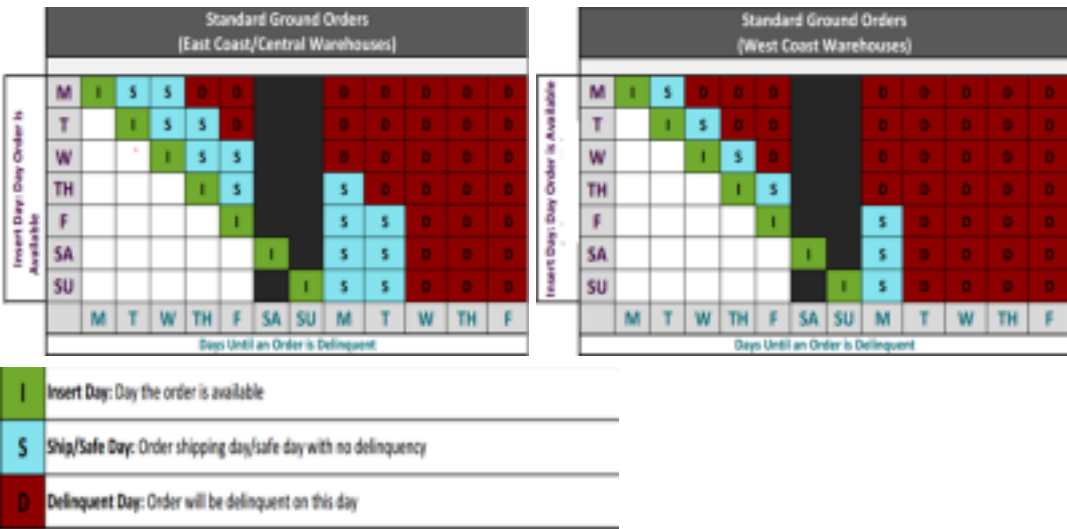 Standard Ground Orders
(East Coast/Central Warehouses)
Insert Day: Day Order is
Available
M I S S D D D D D D D
T I S S D D D D D D
W I S S D D D D D
TH I S S D D D D
F I S S D D D
SA I S S D D D
SU I S S D D D
M T W TH F SA SU M T W TH F
Days Until an Order is Delinquent
Standard Ground Orders
(West Coast Warehouses)
Insert Day: Day Order is Available
M I S D D D D D D D D
T I S D D D D D D D
W I S D D D D D D
TH I S D D D D D
F I S D D D D
SA I S D D D D
SU I S D D D D
M T W TH F SA SU M T W TH F
Days Until an Order is Delinquent
I Insert Day: Day the order is available
S Ship/Safe Day: Order shipping day/safe day with no delinquency
D Delinquent Day: Order will be delinquent on this day